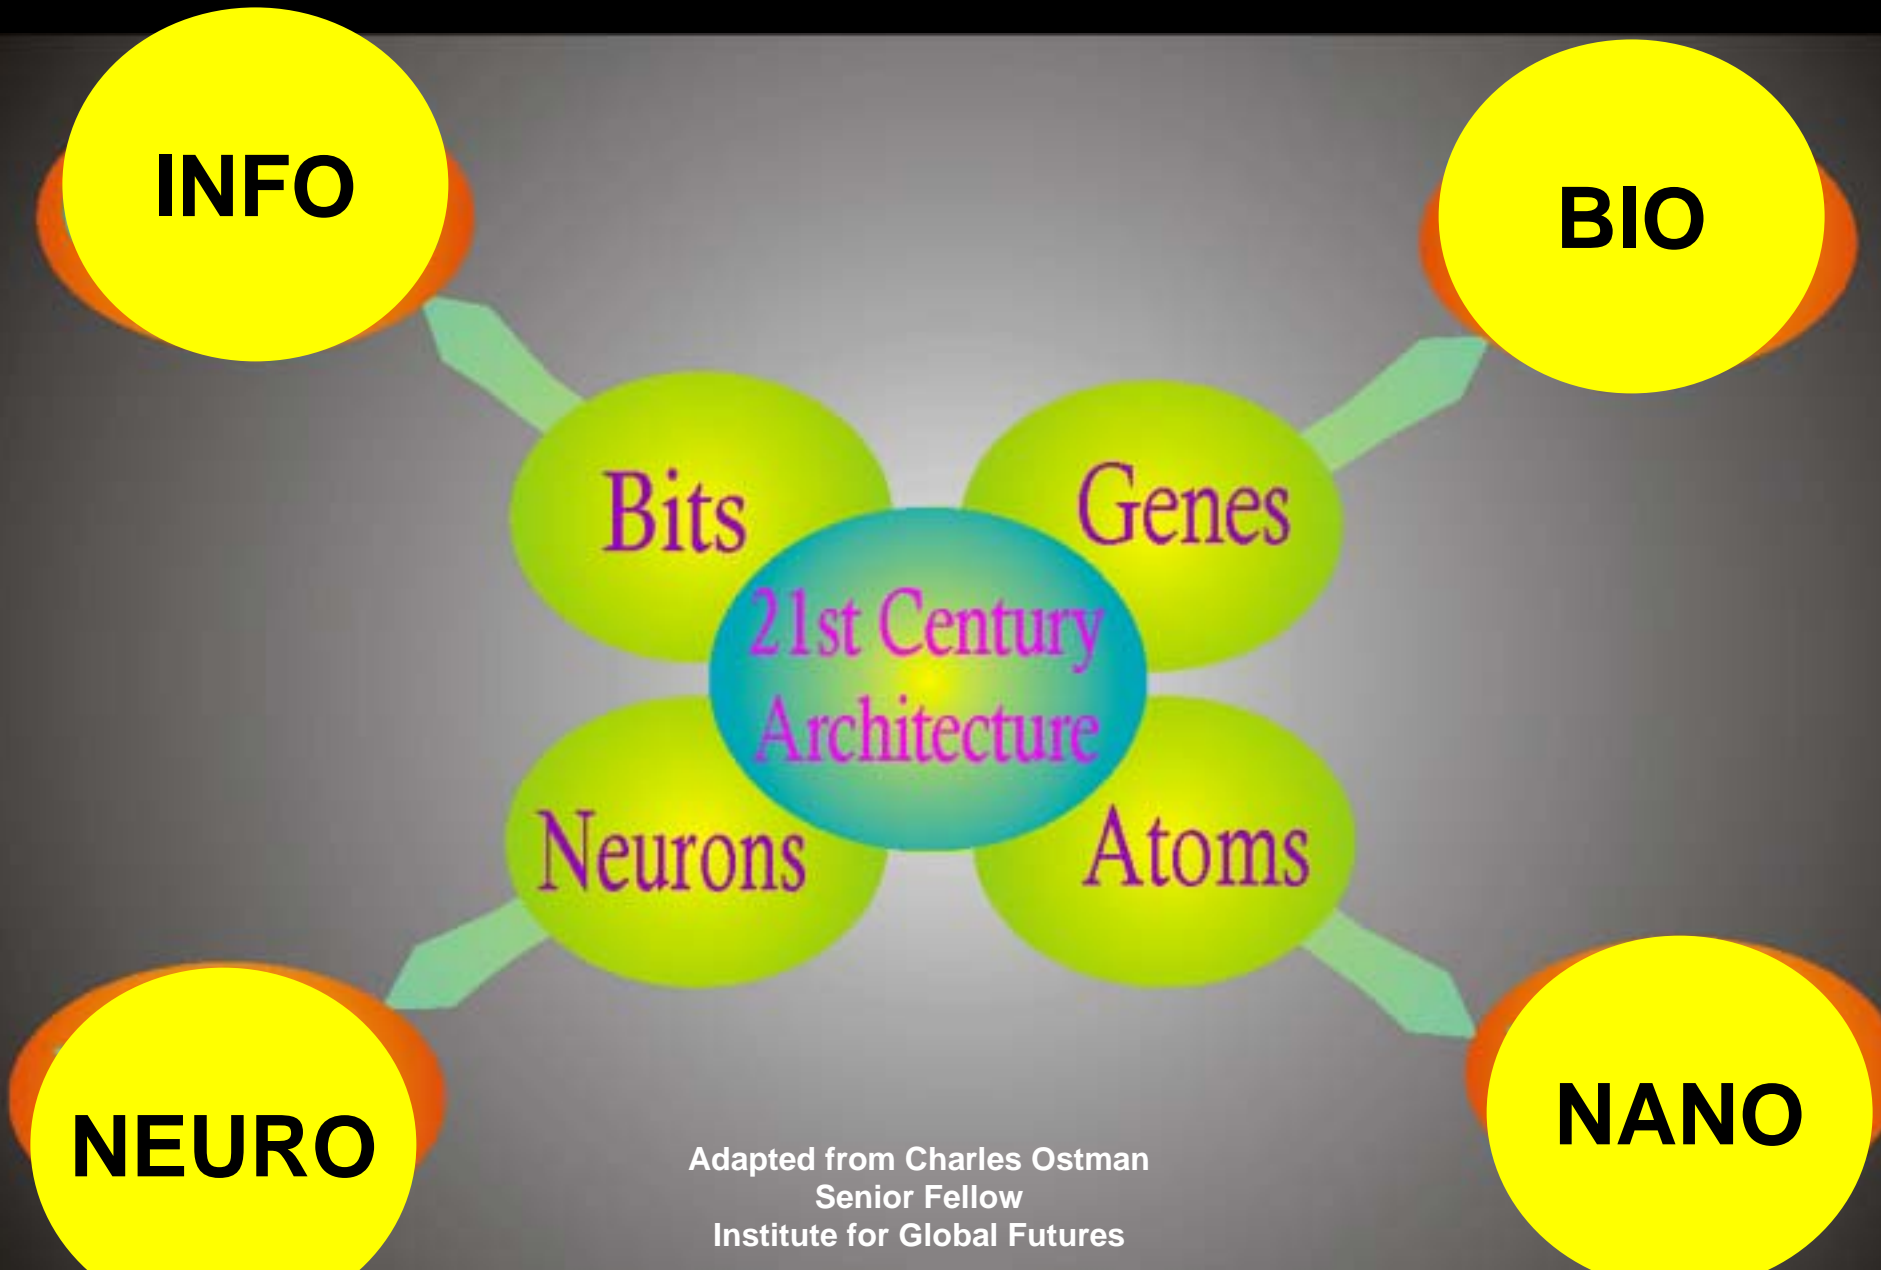 INFO
BIO
Bits
Genes
21st Century
Architecture
Neurons
Atoms
NEURO
NANO
Adapted from Charles Ostman
Senior Fellow
Institute for Global Futures